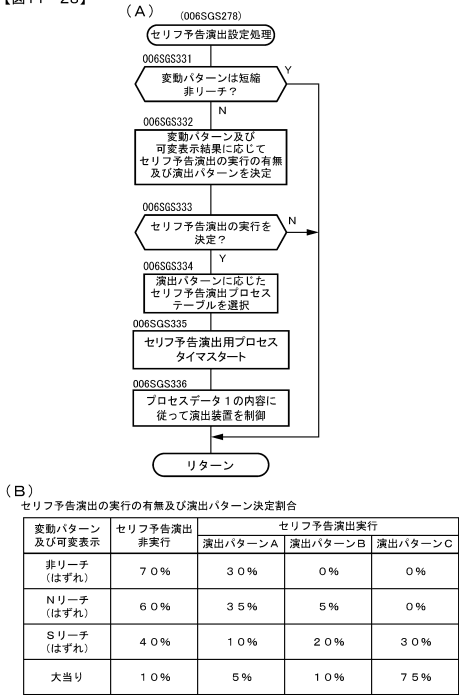 (A)
(006SGS278)
セリフ予告演出設定処理
006SGS331
変動パターンは短縮
非リーチ?
Y
N
006SGS332
変動パターン及び
可変表示結果に応じて
セリフ予告演出の実行の有無
及び演出パターンを決定
006SGS333
セリフ予告演出の実行を
決定?
N
Y
006SGS334
演出パターンに応じた
セリフ予告演出プロセス
テーブルを選択
006SGS335
セリフ予告演出用プロセス
タイマスタート
006SGS336
プロセスデータ1の内容に
従って演出装置を制御
リターン
(B)
セリフ予告演出の実行の有無及び演出パターン決定割合
変動パターン
及び可変表示
セリフ予告演出
非実行
セリフ予告演出実行
演出パターンA 演出パターンB 演出パターンC
非リーチ
(はずれ)
70% 30% 0% 0%
Nリーチ
(はずれ)
60% 35% 5% 0%
Sリーチ
(はずれ)
40% 10% 20% 30%
大当り 10% 5% 10% 75%